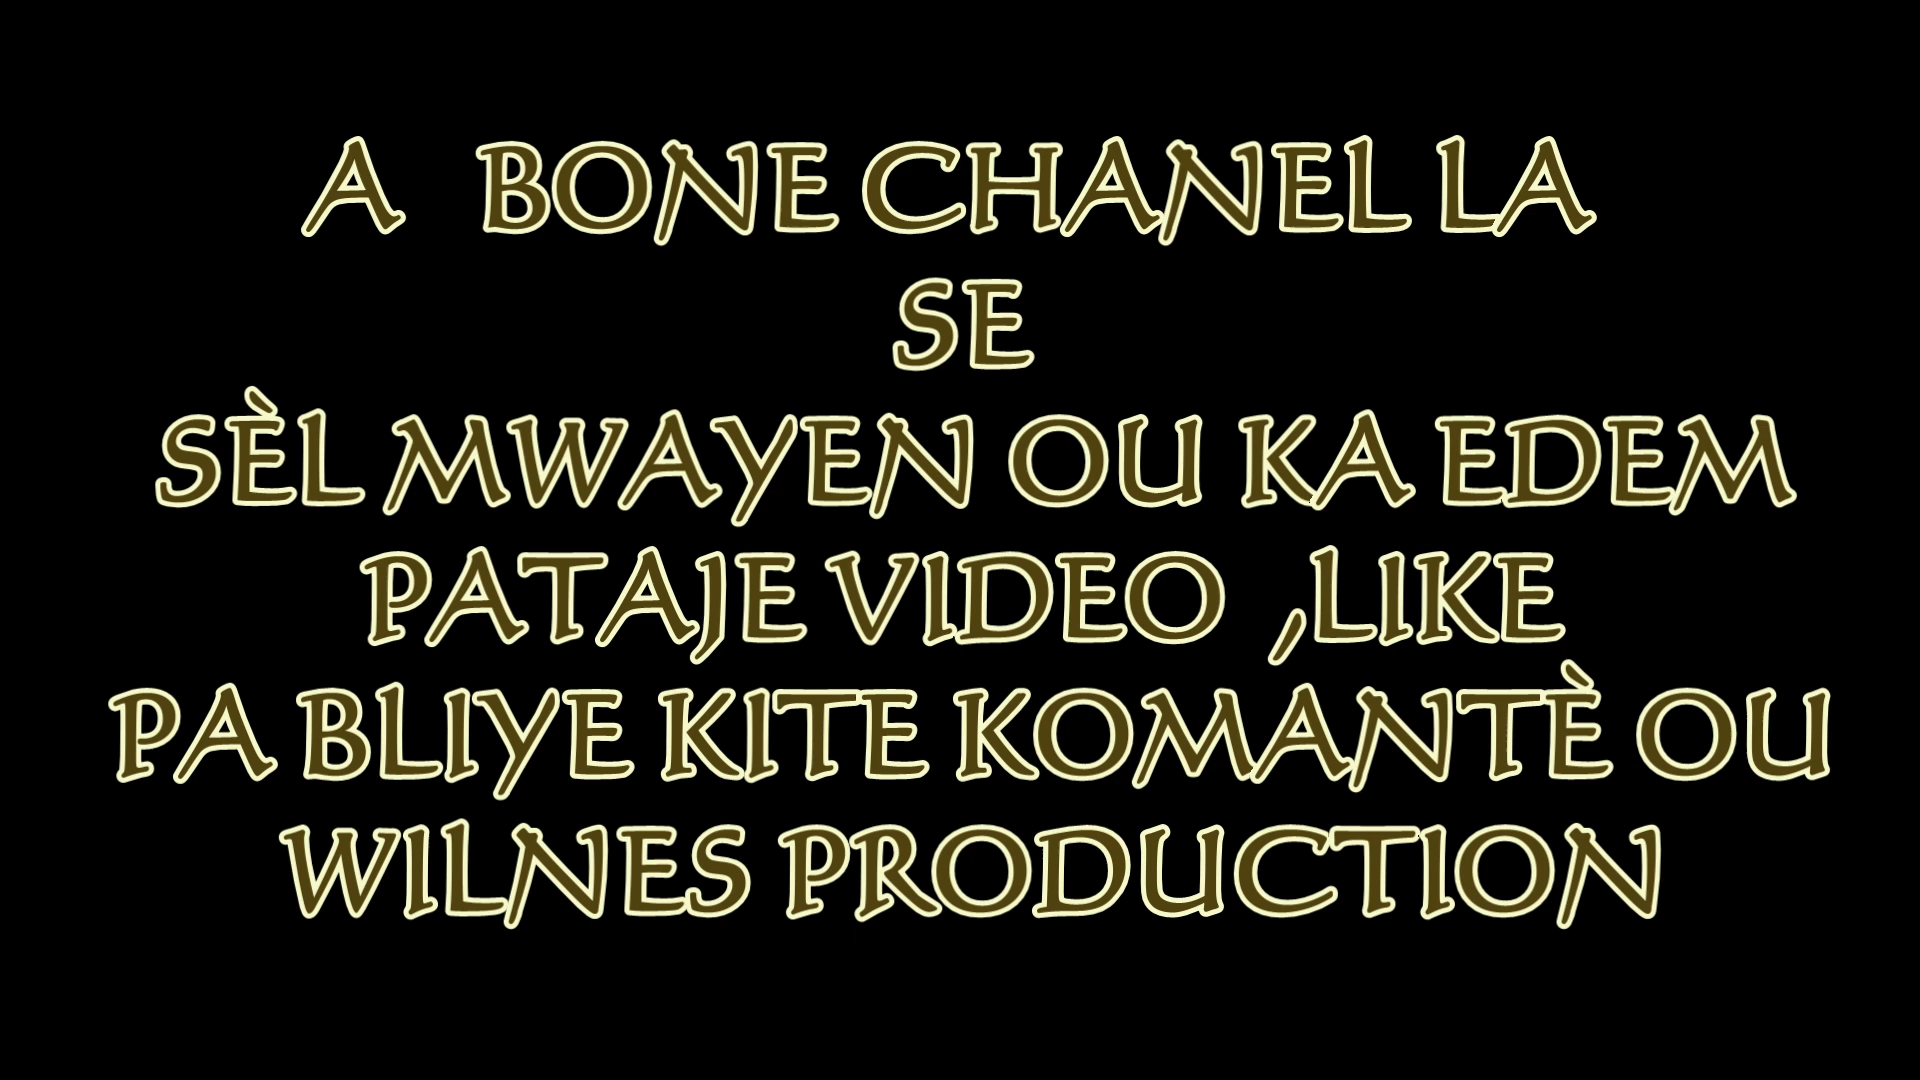 A BONE CHANEL LA
SE
SÈL MWAYEN OU KA EDEM
PATAJE VIDEO ,LIKE
PA BLIYE KITE KOMANTÈ OU
WILNES PRODUCTION